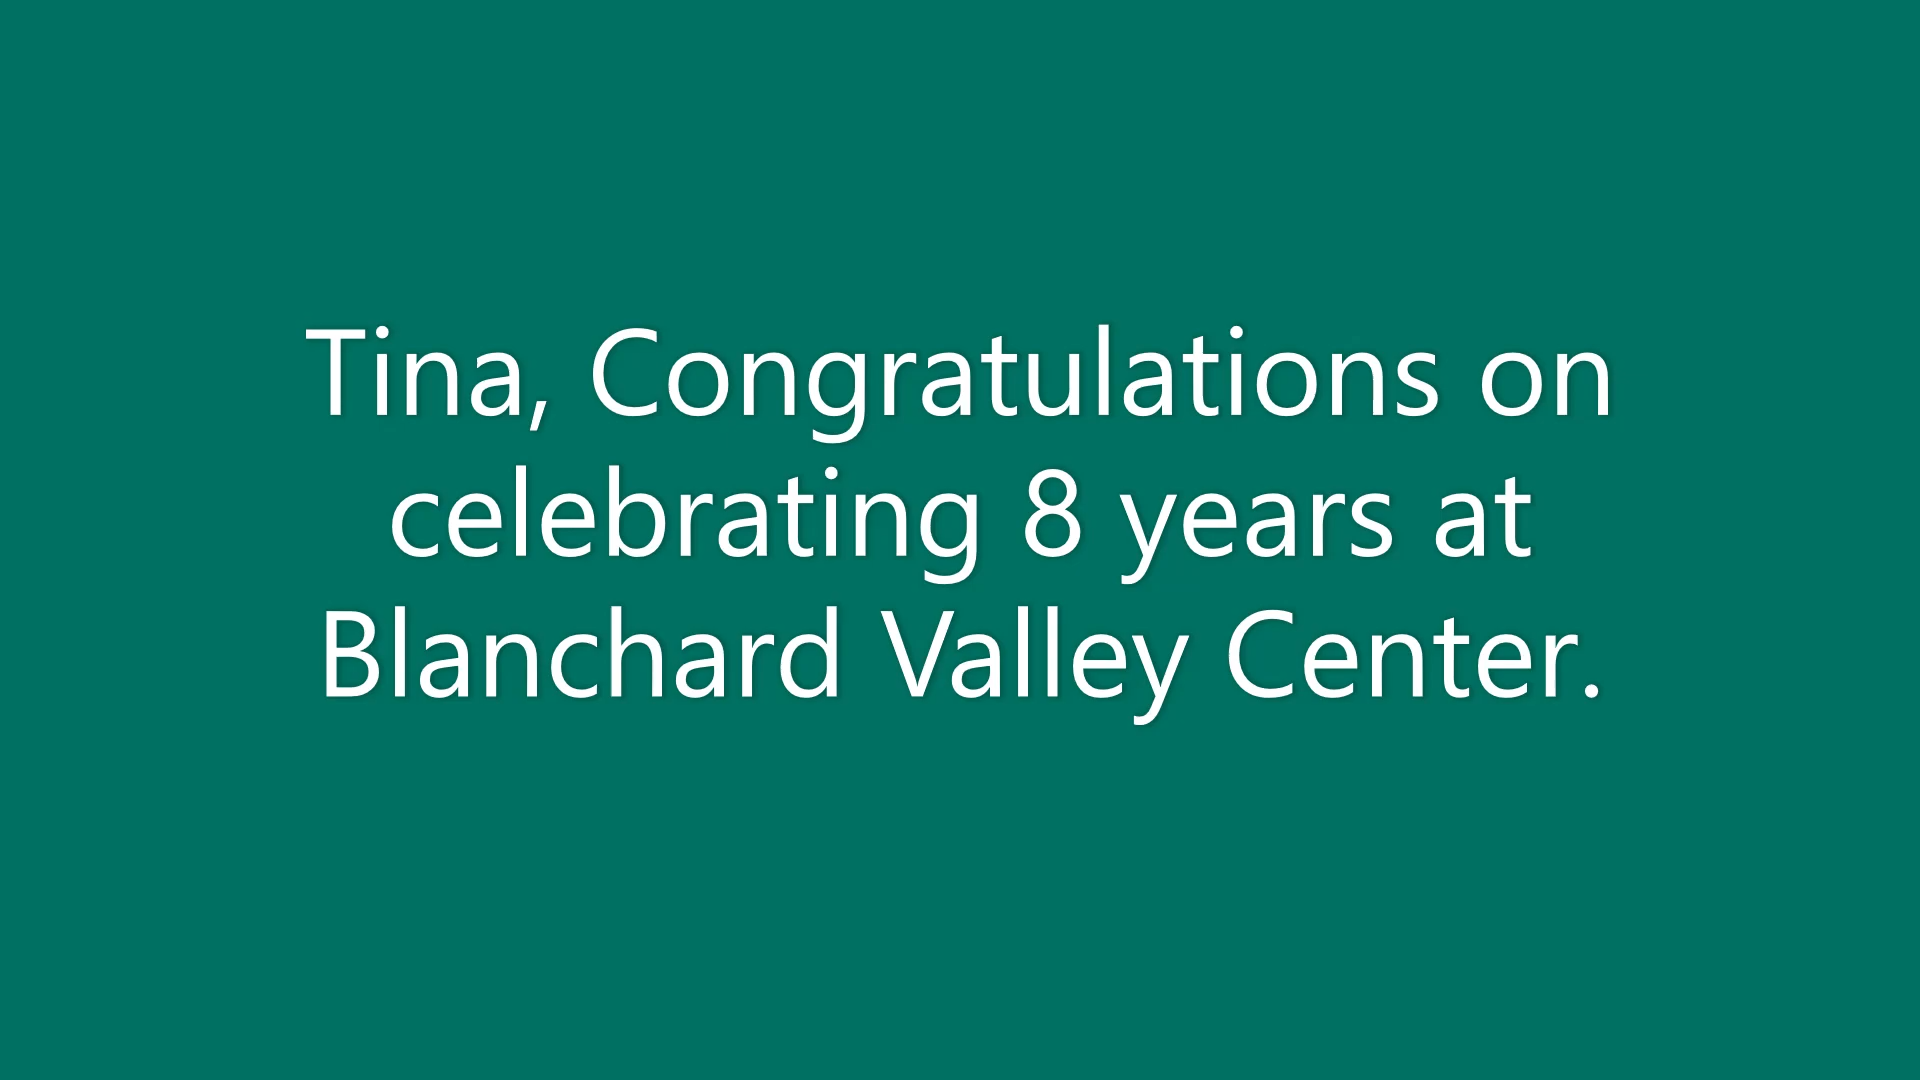 Tina, Congratulations on
celebrating 8 years at
Blanchard Valley Center.